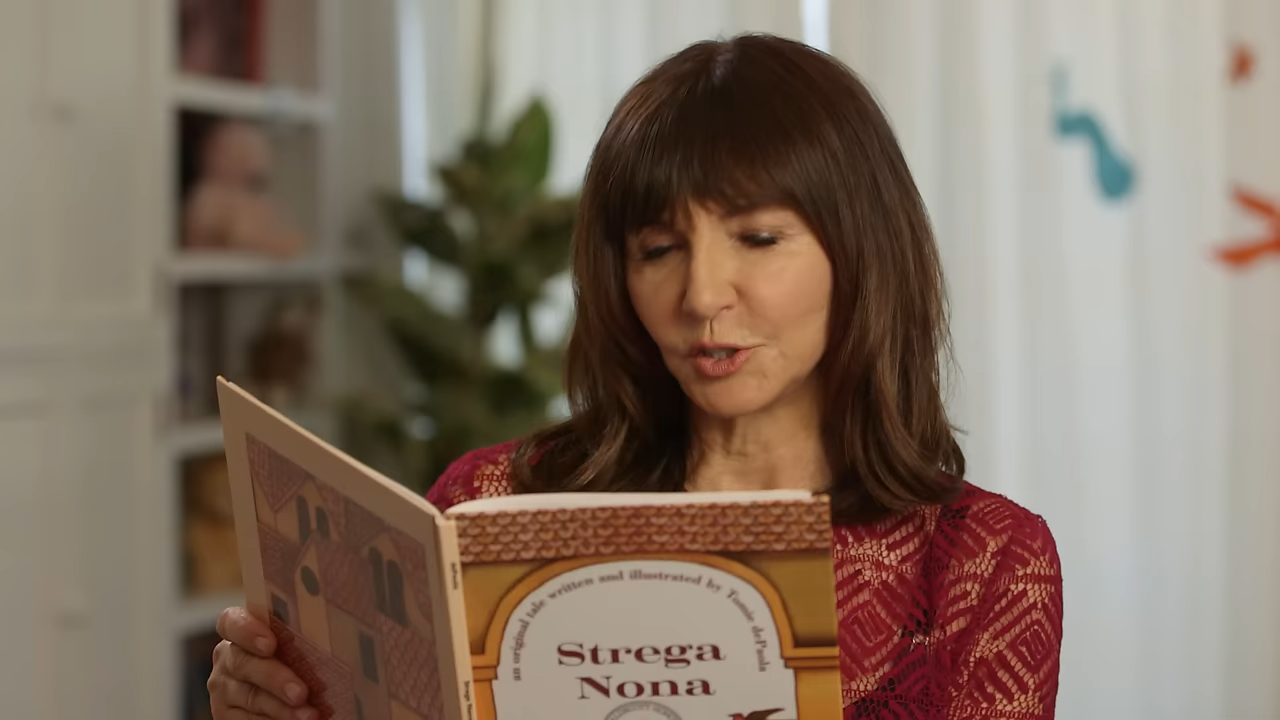 an original tale written and illustrated by Tomie dePaola
Strega
Nona